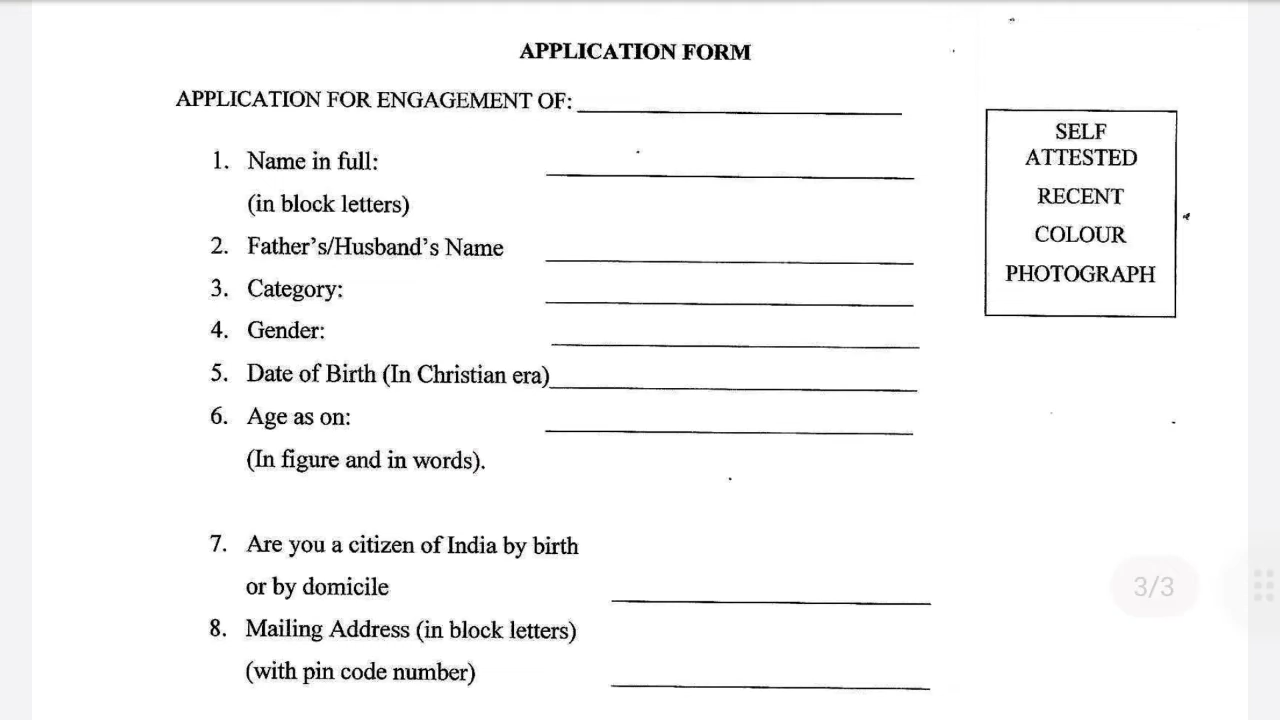 APPLICATION FORM
APPLICATION FOR ENGAGEMENT OF:
SELF
ATTESTED
RECENT
COLOUR
PHOTOGRAPH
1. Name in full:
(in block letters)
2. Father's/Husband's Name
3. Category:
4. Gender:
5. Date of Birth (In Christian era)
6. Age as on:
(In figure and in words).
7. Are you a citizen of India by birth
or by domicile
8. Mailing Address (in block letters)
(with pin code number)
3/3